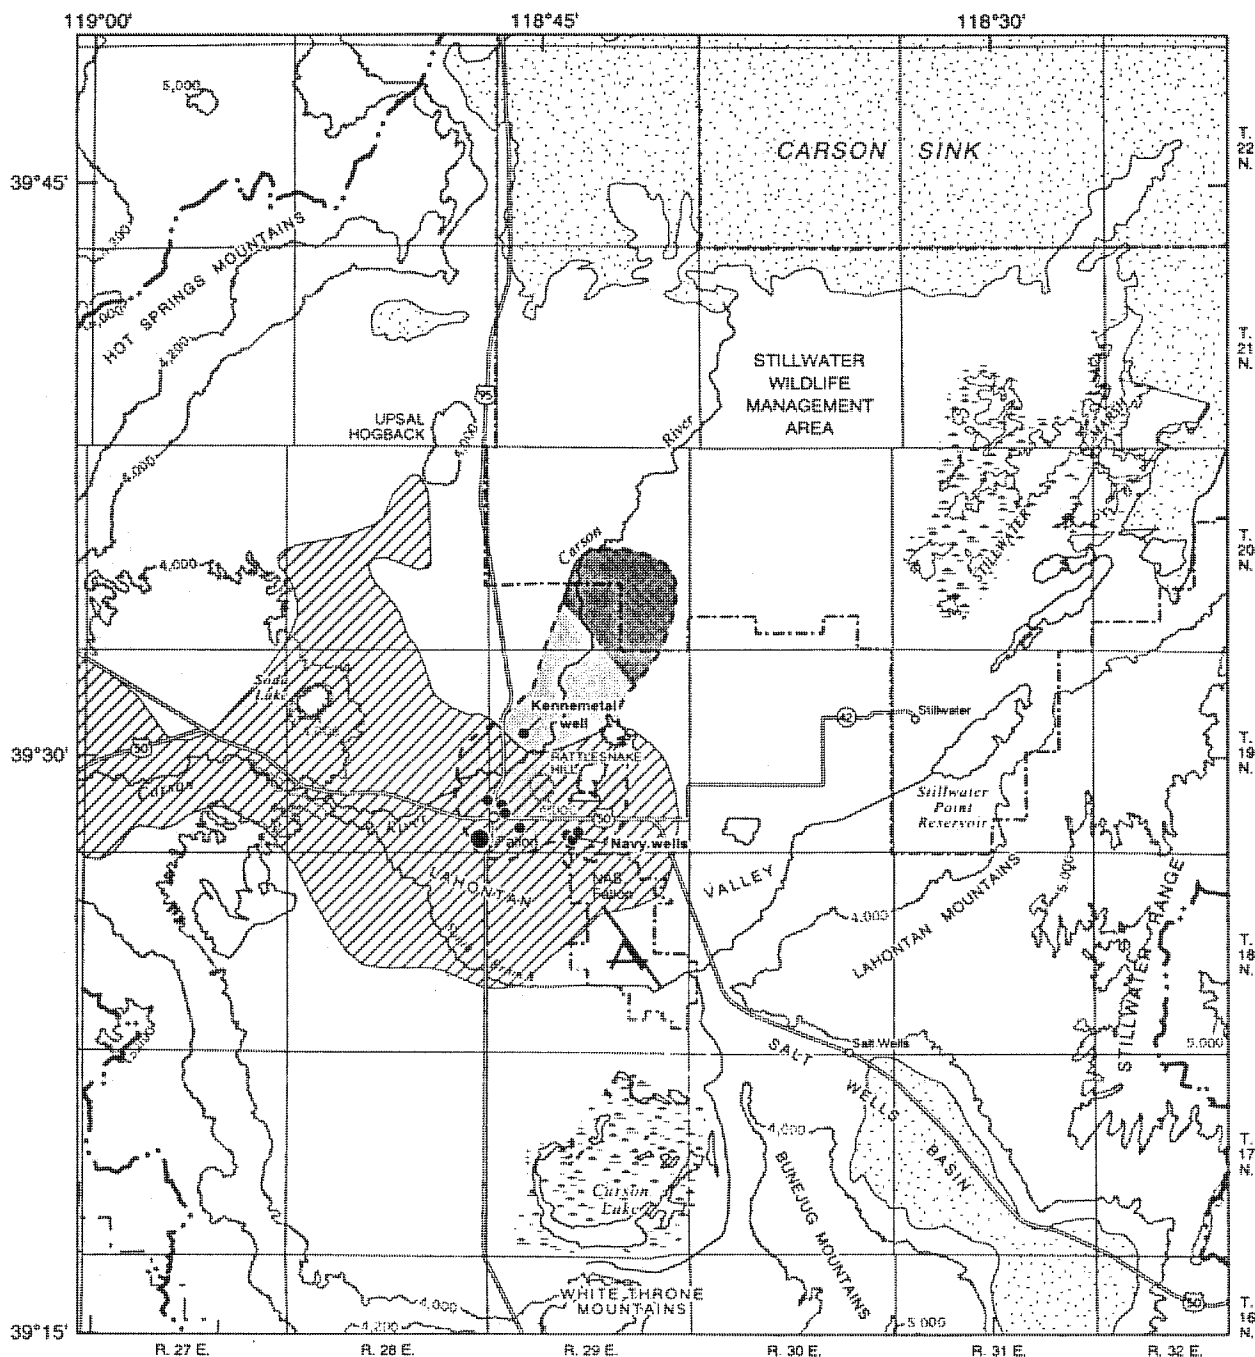 119°00'
118°45'
118°30'
5,000
CARSON SINK
T.
22
N.
39°45'
HOT SPRINGS MOUNTAINS
4,200
T.
21
N.
STILLWATER
WILDLIFE
MANAGEMENT
AREA
95
UPSAL
HOGBACK
4,000
MARSH
River
4,000
STILLWATER
Carson
T.
20
N.
4,000
Soda
Lake
Kennemetal
well
42
Stillwater
T.
19
N.
39°30'
50
RATTLESNAKE
HILL
Carson
River
50
Stillwater
Point
Reservoir
Fallon
Navy wells
LAHONTAN
VALLEY
NAS
Fallon
5,000
LAHONTAN MOUNTAINS
4,000
STILLWATER RANGE
T.
18
N.
A
SALT
WELLS
BASIN
Salt Wells
5,000
4,000
BUNEJUG MOUNTAINS
T.
17
N.
Carson
Lake
WHITE THRONE
MOUNTAINS
4,000
4,200
5,000
50
T.
16
N.
39°15'
R. 27 E.
R. 28 E.
R. 29 E.
R. 30 E.
R. 31 E.
R. 32 E.